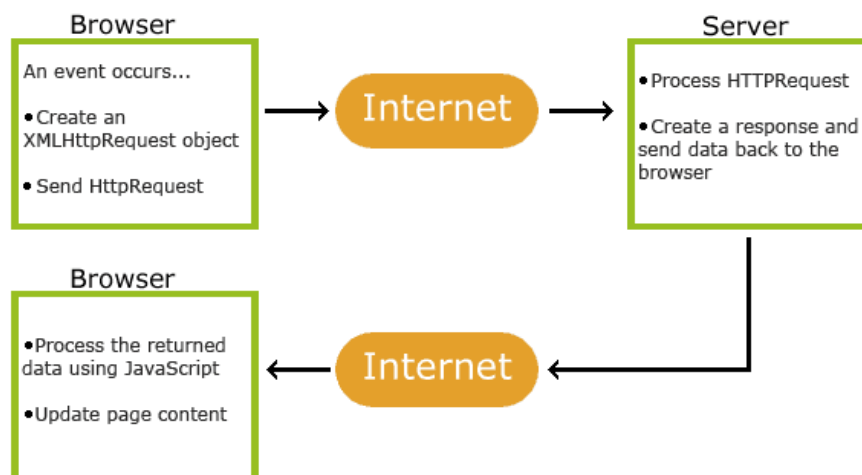 Browser
An event occurs...
•Create an
XMLHttpRequest object
• Send HttpRequest
Internet
Server
• Process HTTPRequest
• Create a response and
send data back to the
browser
Browser
•Process the returned
data using JavaScript
•Update page content
Internet